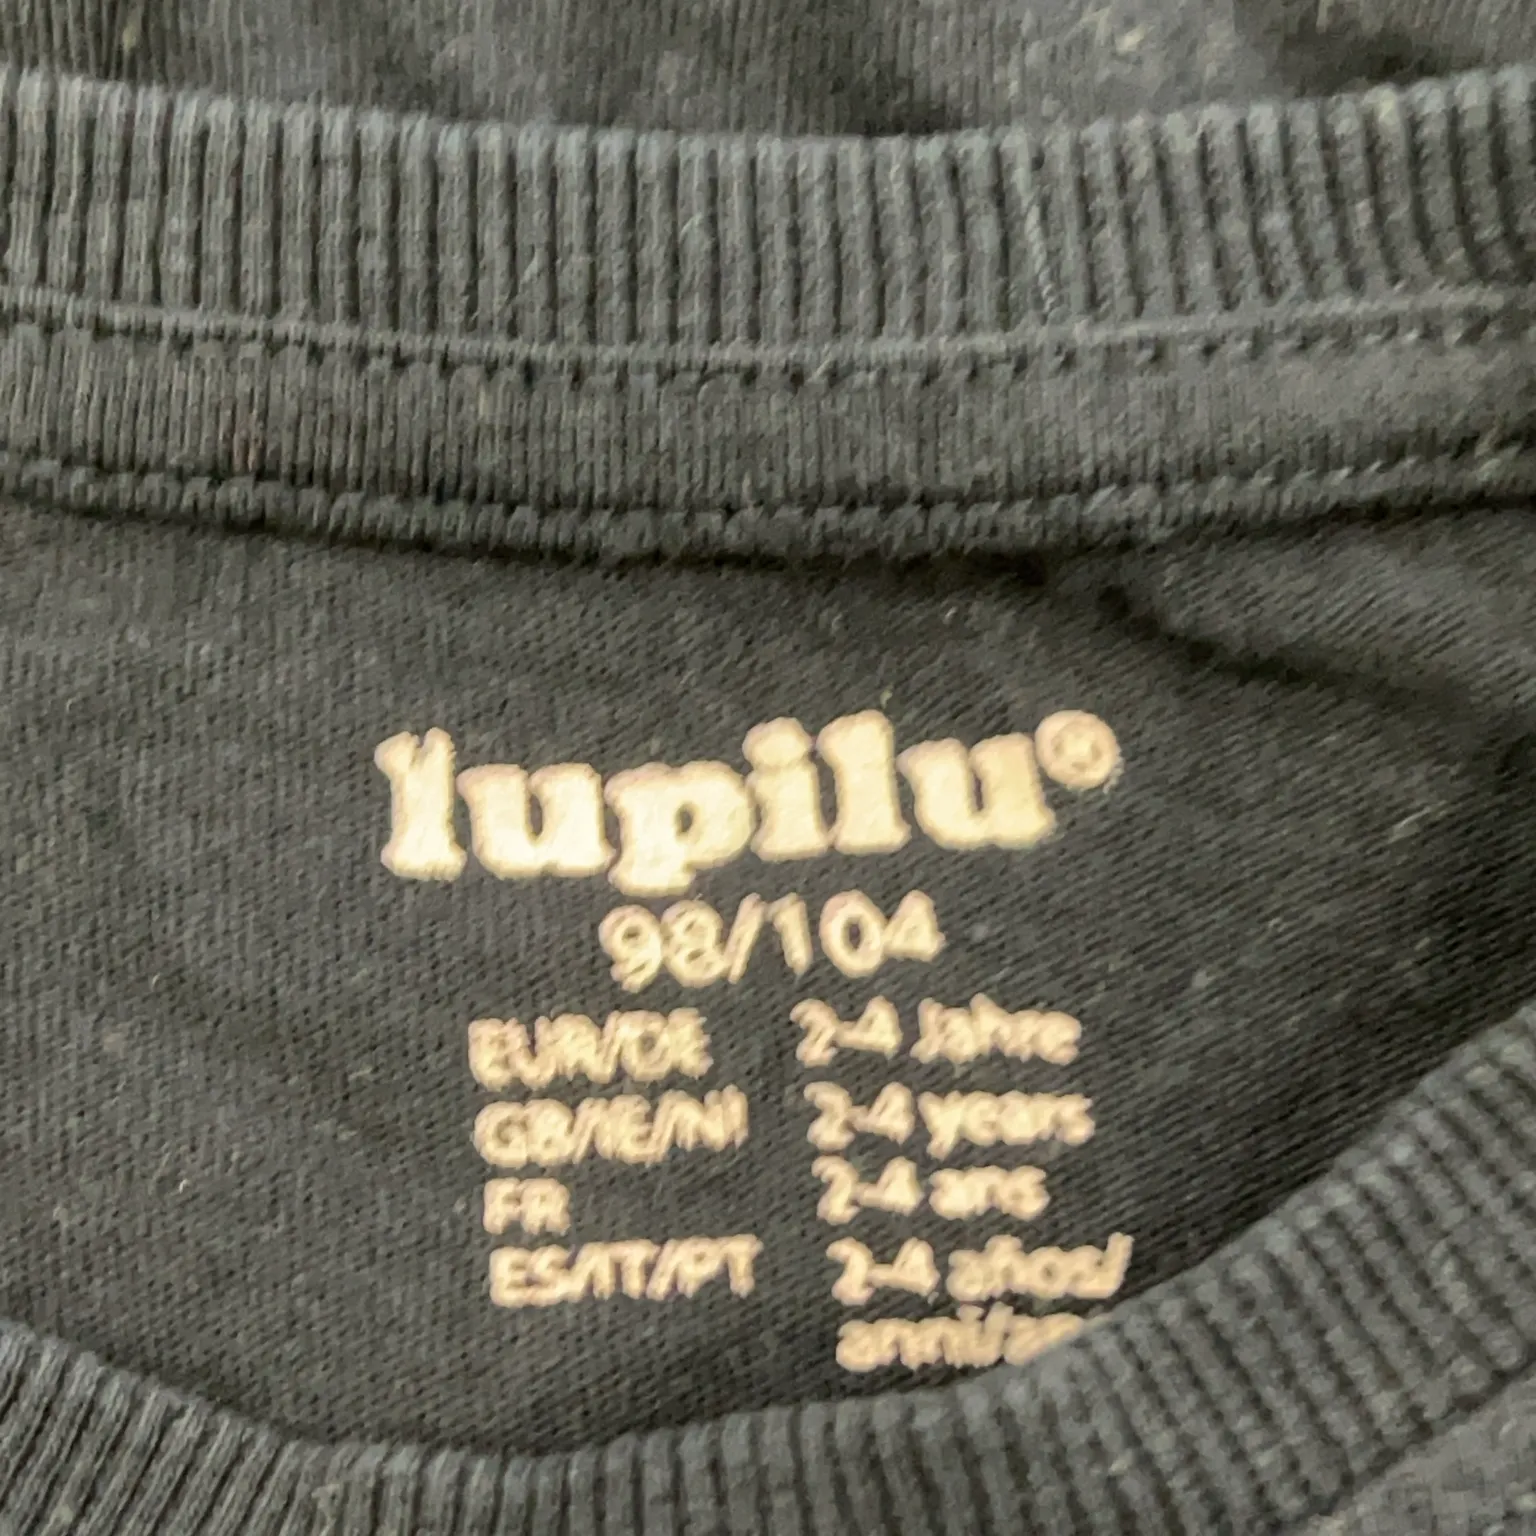 lupilu®
98/104
EUR/DE 2-4 Jahre
GB/IE/NI 2-4 years
FR 2-4 ans
ES/IT/PT 2-4 años/
anni/